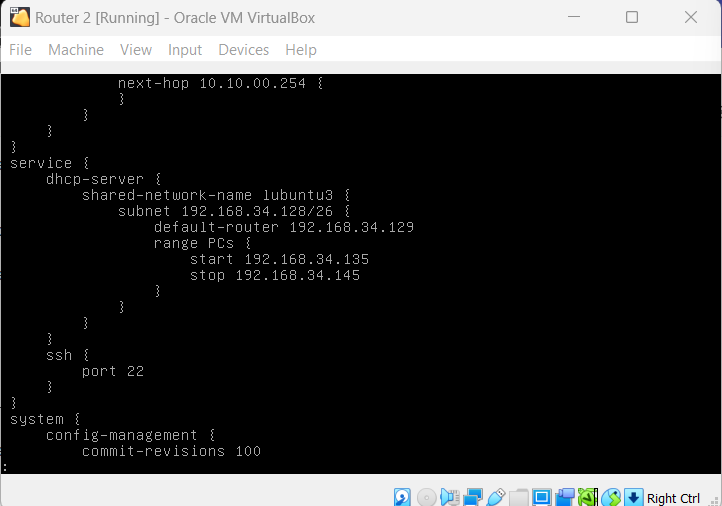 Router 2 [Running] - Oracle VM VirtualBox
File Machine View Input Devices Help
next-hop 10.10.00.254 {
}
}
}
}
service {
dhcp-server {
shared-network-name lubuntu3 {
subnet 192.168.34.128/26 {
default-router 192.168.34.129
range PCs {
start 192.168.34.135
stop 192.168.34.145
}
}
}
}
ssh {
port 22
}
}
system {
config-management {
commit-revisions 100
:
Right Ctrl